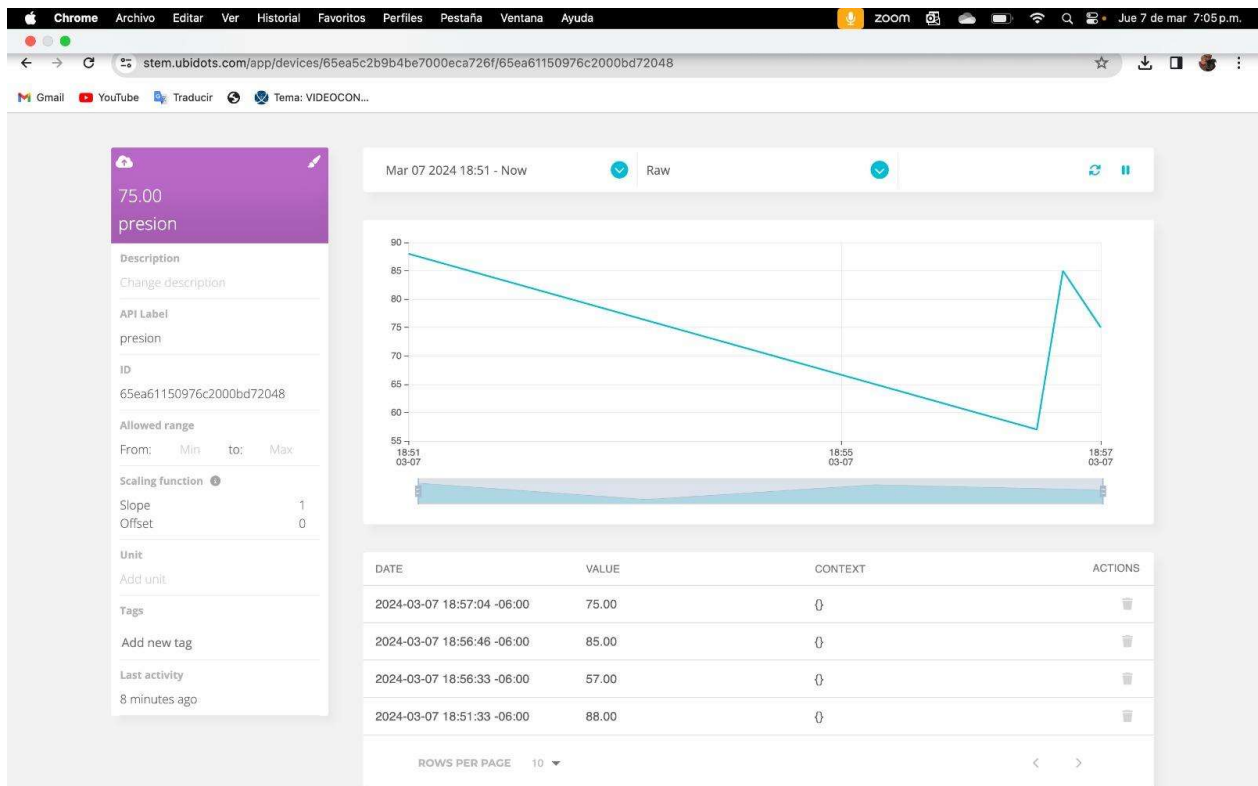 Chrome Archivo Editar Ver Historial Favoritos Perfiles Pestaña Ventana Ayuda zoom Jue 7 de mar 7:05 p.m.
stem.ubidots.com/app/devices/65ea5c2b9b4be7000eca726f/65ea61150976c2000bd72048
Gmail YouTube Traducir Tema: VIDEOCON...
75.00
presion
Description
Change description
API Label
presion
ID
65ea61150976c2000bd72048
Allowed range
From: Min to: Max
Scaling function
Slope 1
Offset 0
Unit
Add unit
Tags
Add new tag
Last activity
8 minutes ago
Mar 07 2024 18:51 - Now Raw
90
85
80
75
70
65
60
55
18:51 18:55 18:57
03-07 03-07 03-07
DATE VALUE CONTEXT ACTIONS
2024-03-07 18:57:04 -06:00 75.00 {}
2024-03-07 18:56:46 -06:00 85.00 {}
2024-03-07 18:56:33 -06:00 57.00 {}
2024-03-07 18:51:33 -06:00 88.00 {}
ROWS PER PAGE 10